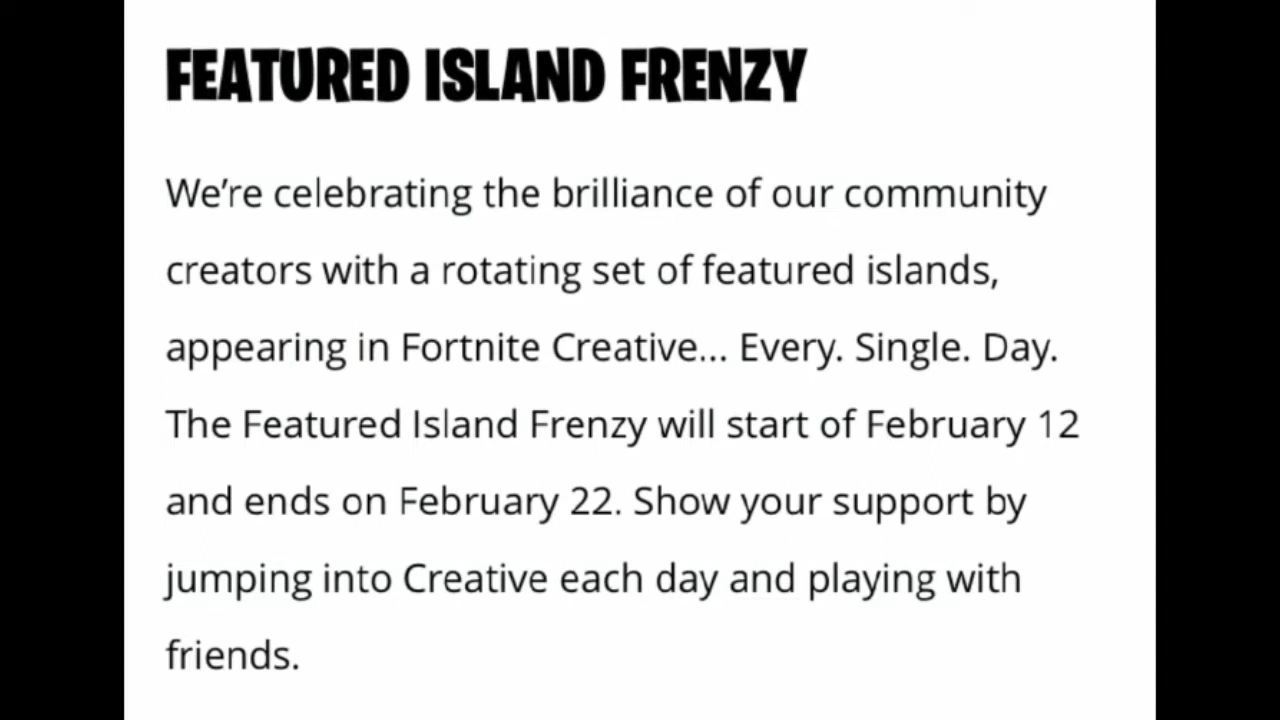 FEATURED ISLAND FRENZY
We’re celebrating the brilliance of our community
creators with a rotating set of featured islands,
appearing in Fortnite Creative... Every. Single. Day.
The Featured Island Frenzy will start of February 12
and ends on February 22. Show your support by
jumping into Creative each day and playing with
friends.